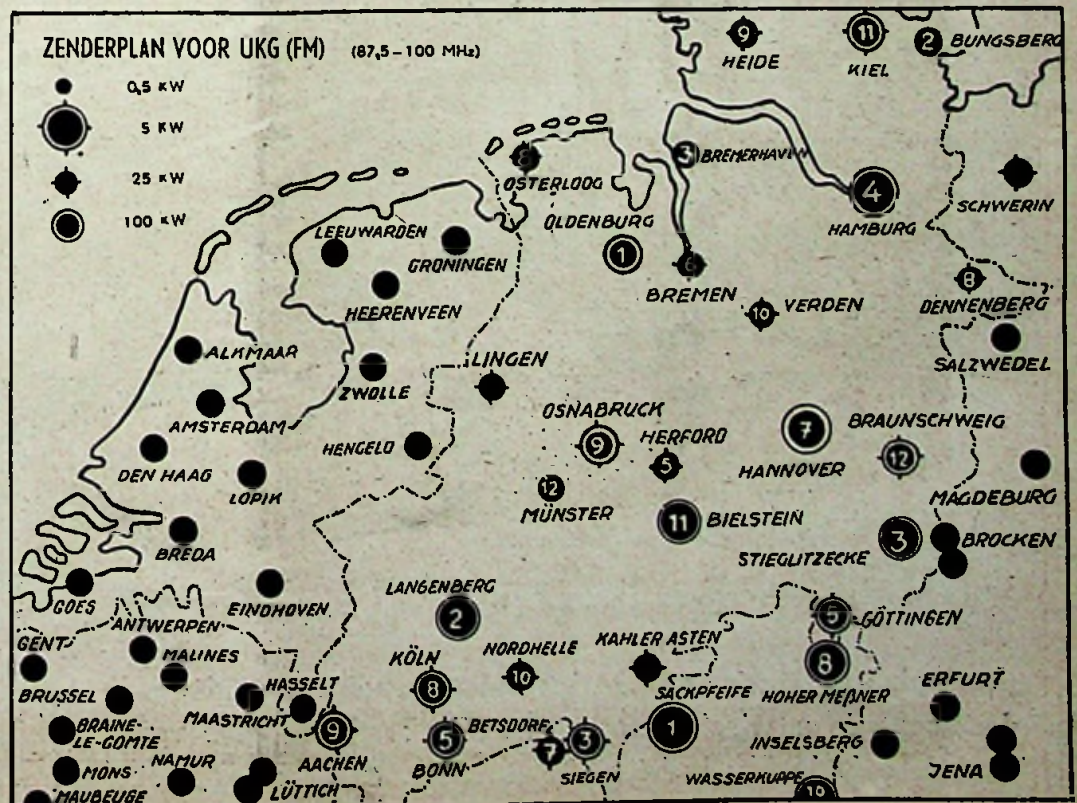 ZENDERPLAN VOOR UKG (FM) (87,5-100 MHz)
0,5 KW
5 KW
25 KW
100 KW
9
HEIDE
11
KIEL
2 BUNGSBERG
OSTERLOOG
3 BREMERHAVEN
4
HAMBURG
SCHWERIN
OLDENBURG
1
LEEUWARDEN
GRONINGEN
6
BREMEN
8
DENNENBERG
HEERENVEEN
10 VERDEN
SALZWEDEL
ALKMAAR
ZWOLLE
LINGEN
AMSTERDAM
OSNABRUCK
9
HERFORD
5
7
HANNOVER
BRAUNSCHWEIG
12
HENGELO
DEN HAAG
LOPIK
12
MÜNSTER
MAGDEBURG
11 BIELSTEIN
BREDA
STIEGLITZECKE 3
BROCKEN
GOES
EINDHOVEN
LANGENBERG
2
5 GÖTTINGEN
ANTWERPEN
GENT
MALINES
KÖLN
8
NORDHELLE
10
KAHLER ASTEN
8
HOHER MEßNER
ERFURT
BRUSSEL
HASSELT
MAASTRICHT
SACKPFEIFE
1
BRAINE-
LE-COMTE
9
AACHEN
5
BONN
BETSDORF
7
3
SIEGEN
INSELSBERG
JENA
MONS
NAMUR
LÜTTICH
WASSERKUPPE
10
MAUBEUGE